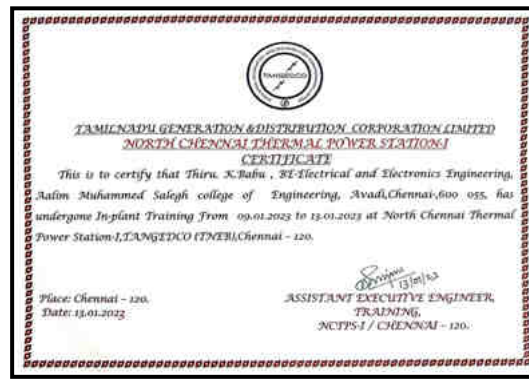 TANGEDCO
TAMILNADU GENERATION &DISTRIBUTION CORPORATION LIMITED
NORTH CHENNAI THERMAL POWER STATION-I
CERTIFICATE
This is to certify that Thiru. K.Babu , BE-Electrical and Electronics Engineering,
Aalim Muhammed Salegh college of Engineering, Avadi,Chennai-,600 055, has
undergone In-plant Training From 09.01.2023 to 13.01.2023 at North Chennai Thermal
Power Station-I,TANGEDCO (TNEB),Chennai – 120.
13/01/23
Place: Chennai – 120.
Date: 13.01.2023
ASSISTANT EXECUTIVE ENGINEER,
TRAINING,
NCTPS-I / CHENNAI – 120.